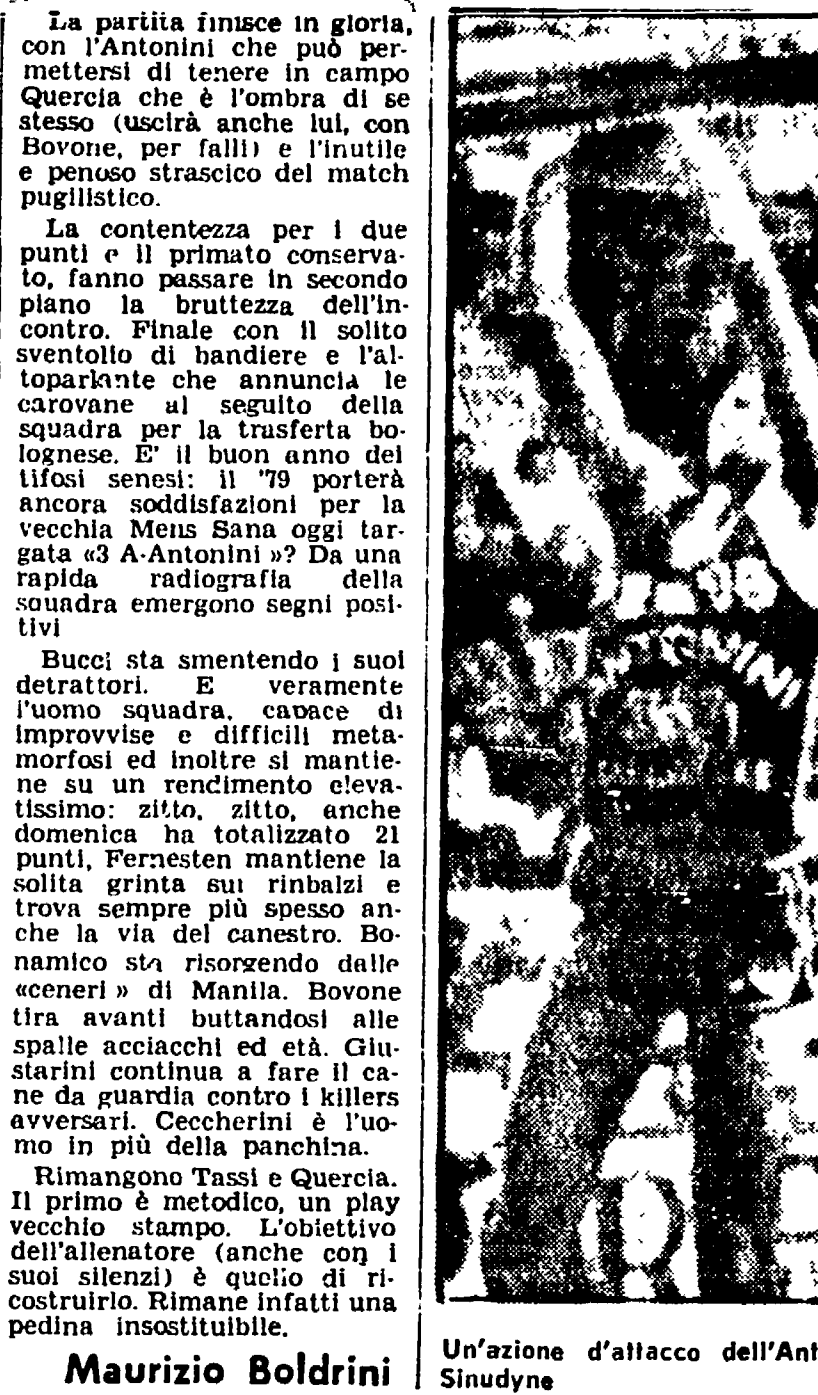 La partita finisce in gloria,
con l'Antonini che può per-
mettersi di tenere in campo
Quercia che è l'ombra di se
stesso (uscirà anche lui, con
Bovone, per falli) e l'inutile
e penoso strascico del match
pugilistico.
La contentezza per i due
punti e il primato conserva-
to, fanno passare in secondo
piano la bruttezza dell'in-
contro. Finale con il solito
sventolio di bandiere e l'al-
toparlante che annuncia le
carovane al seguito della
squadra per la trasferta bo-
lognese. E' il buon anno dei
tifosi senesi: il '79 porterà
ancora soddisfazioni per la
vecchia Mens Sana oggi tar-
gata «3 A-Antonini»? Da una
rapida radiografia della
squadra emergono segni posi-
tivi
Bucci sta smentendo i suoi
detrattori. E veramente
l'uomo squadra, capace di
improvvise e difficili meta-
morfosi ed inoltre si mantie-
ne su un rendimento eleva-
tissimo: zitto, zitto, anche
domenica ha totalizzato 21
punti, Fernesten mantiene la
solita grinta sui rinbalzi e
trova sempre più spesso an-
che la via del canestro. Bo-
namico sta risorgendo dalle
«ceneri» di Manila. Bovone
tira avanti buttandosi alle
spalle acciacchi ed età. Giu-
starini continua a fare il ca-
ne da guardia contro i killers
avversari. Ceccherini è l'uo-
mo in più della panchina.
Rimangono Tassi e Quercia.
Il primo è metodico, un play
vecchio stampo. L'obiettivo
dell'allenatore (anche con i
suoi silenzi) è quello di ri-
costruirlo. Rimane infatti una
pedina insostituibile.
Maurizio Boldrini
Un'azione d'attacco dell'Ant
Sinudyne